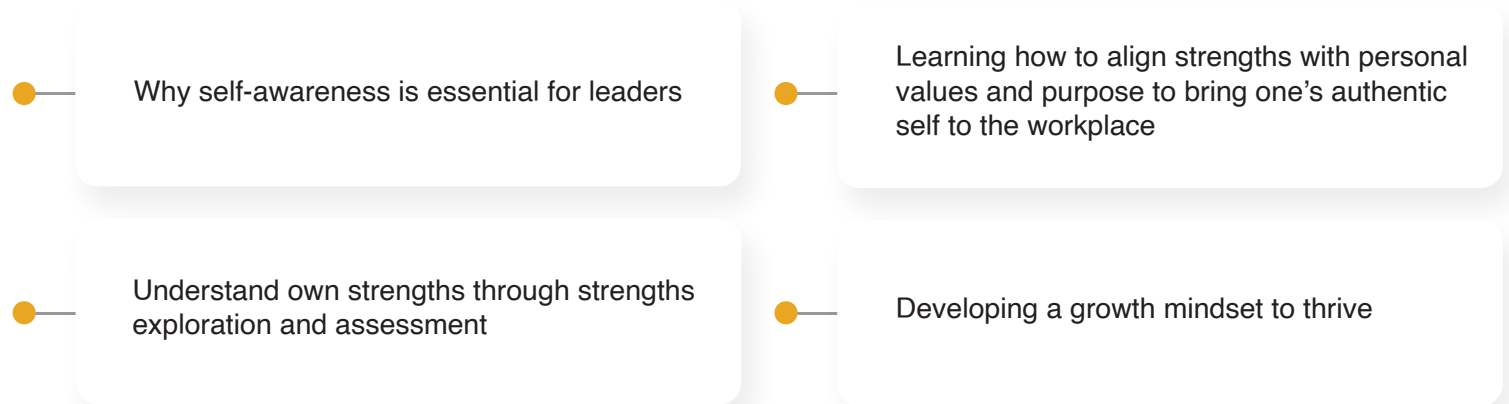 Why self-awareness is essential for leaders
Learning how to align strengths with personal
values and purpose to bring one’s authentic
self to the workplace
Understand own strengths through strengths
exploration and assessment
Developing a growth mindset to thrive